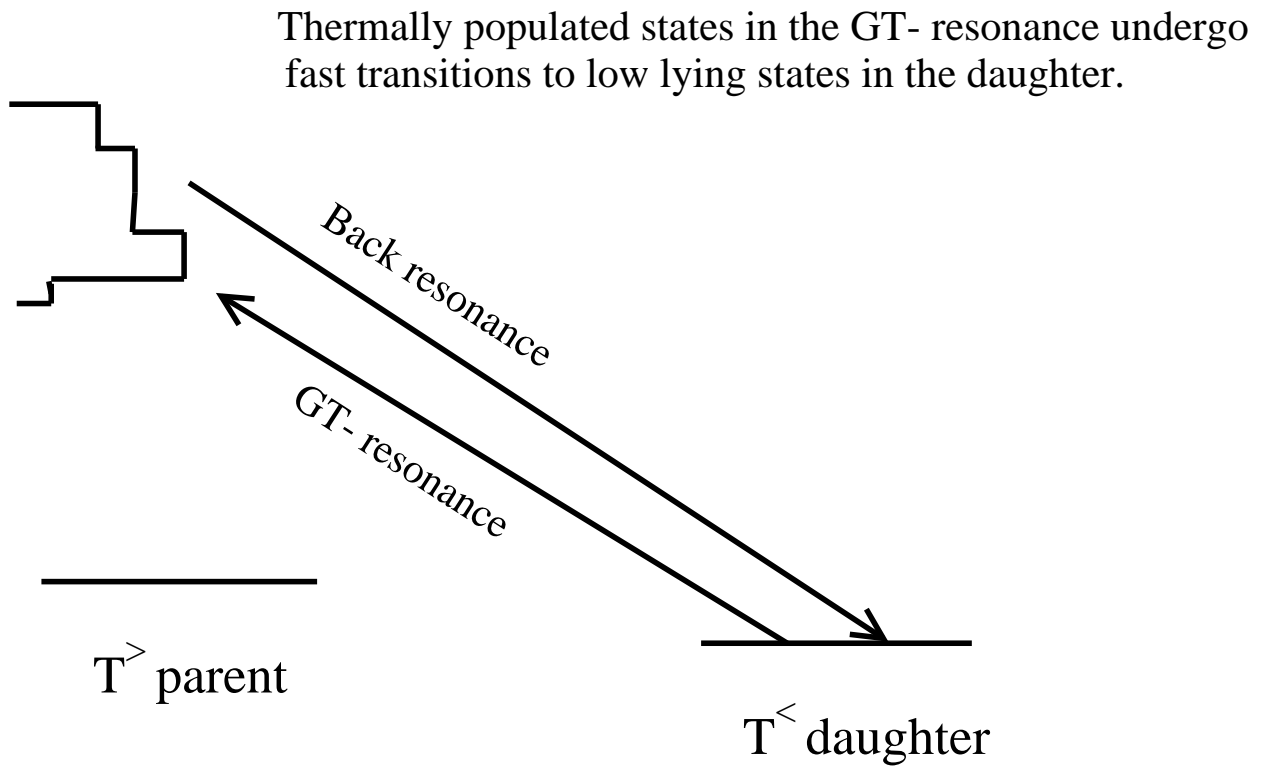 Thermally populated states in the GT- resonance undergo
fast transitions to low lying states in the daughter.
Back resonance
GT- resonance
T> parent
T< daughter